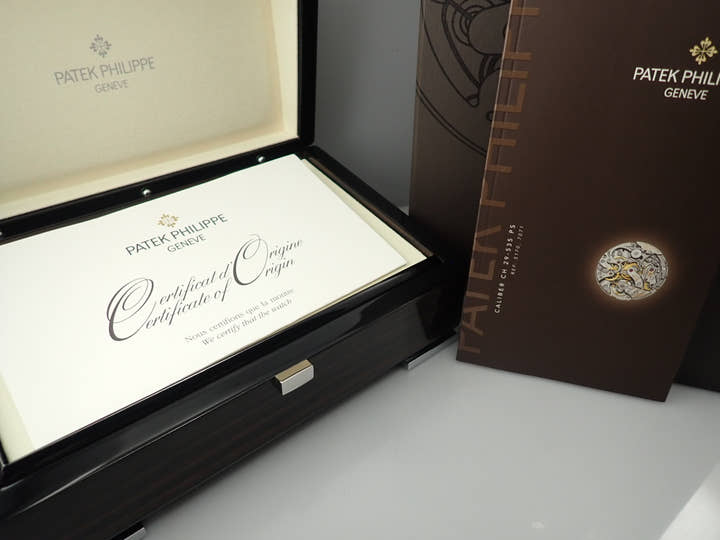 PATEK PHILIPPE
GENEVE
PATEK PHILIPPE
GENEVE
Certificat d'Origine
Certificate of Origin
Nous certifions que la montre
We certify that the watch
PATEK PHILIPPE
CALIBER CH 29-535 PS
PATEK PHIL
GENEVE